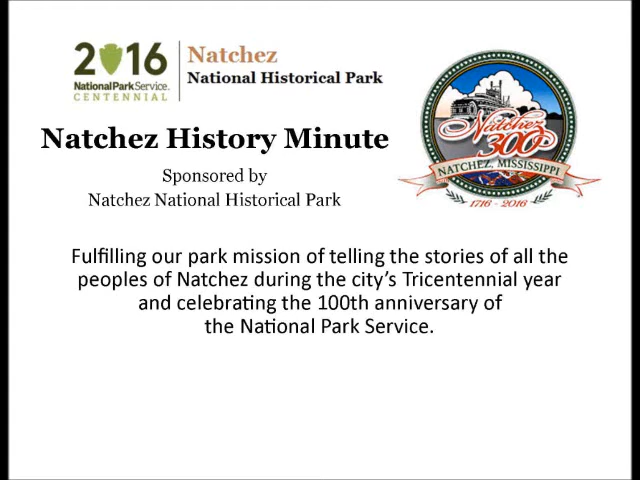 2016
National Park Service
CENTENNIAL
Natchez
National Historical Park
Natchez History Minute
Sponsored by
Natchez National Historical Park
Natchez
300
NATCHEZ, MISSISSIPPI
1716 - 2016
Fulfilling our park mission of telling the stories of all the
peoples of Natchez during the city's Tricentennial year
and celebrating the 100th anniversary of
the National Park Service.